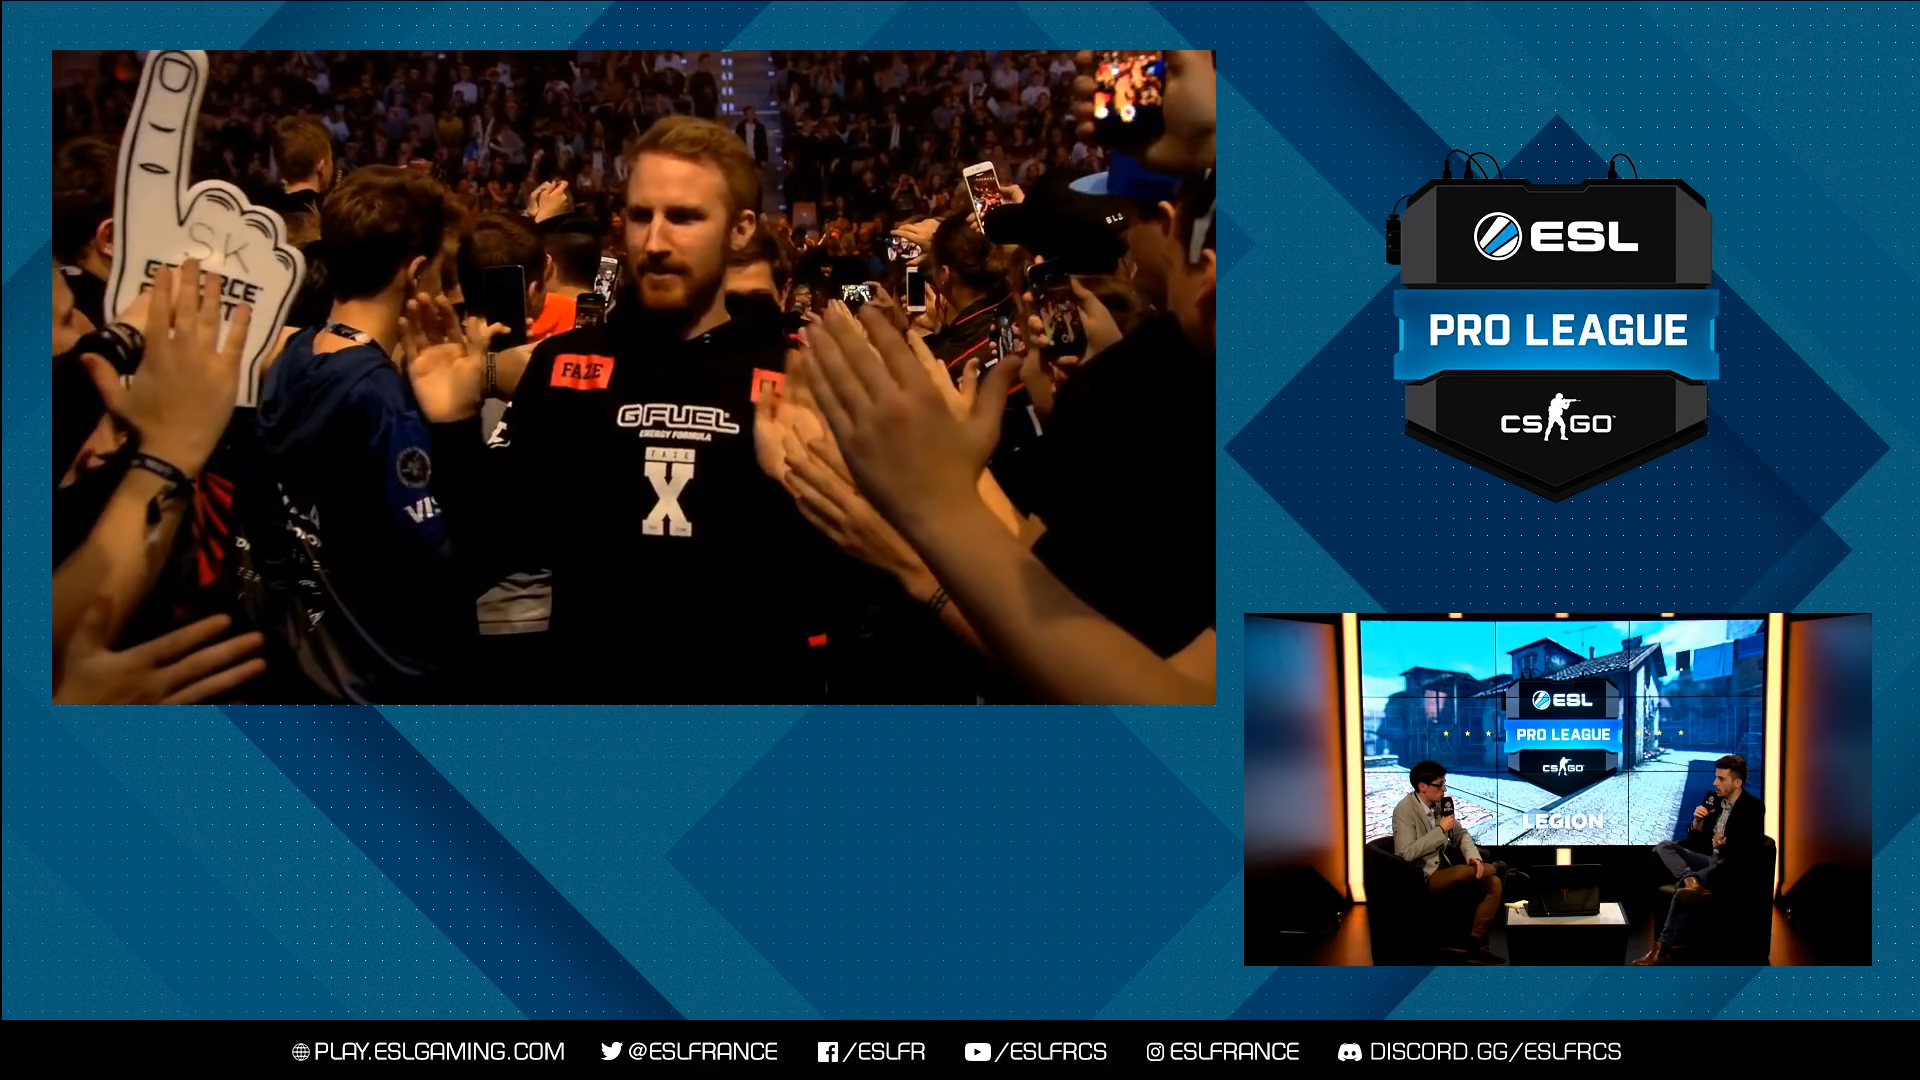 SK
FAZE
GFUEL
ENERGY FORMULA
FAZE
X
ESL
PRO LEAGUE
CS GO
ESL
PRO LEAGUE
CS GO
LEGION
PLAY.ESLGAMING.COM
@ESLFRANCE
/ESLFR
/ESLFRCS
ESLFRANCE
DISCORD.GG/ESLFRCS